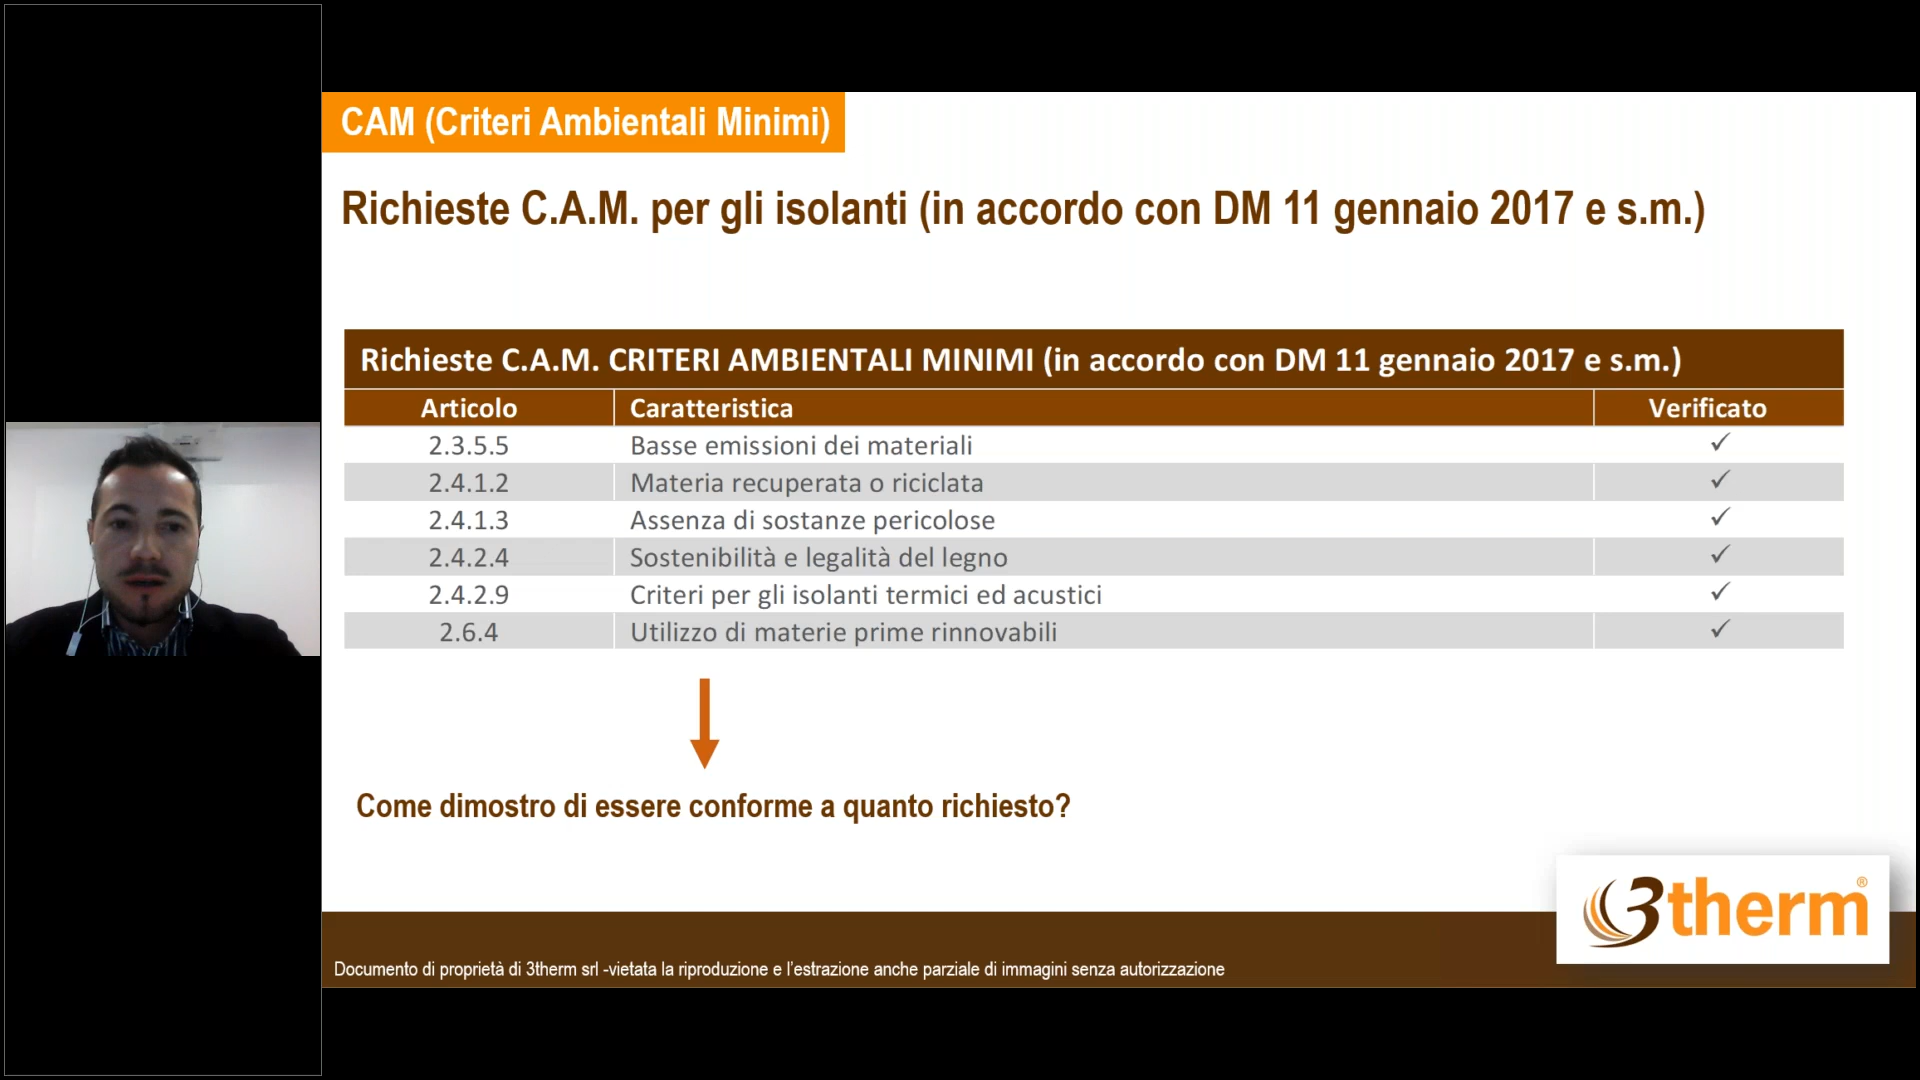 CAM (Criteri Ambientali Minimi)
Richieste C.A.M. per gli isolanti (in accordo con DM 11 gennaio 2017 e s.m.)
Richieste C.A.M. CRITERI AMBIENTALI MINIMI (in accordo con DM 11 gennaio 2017 e s.m.)
Articolo Caratteristica Verificato
2.3.5.5 Basse emissioni dei materiali ✓
2.4.1.2 Materia recuperata o riciclata ✓
2.4.1.3 Assenza di sostanze pericolose ✓
2.4.2.4 Sostenibilità e legalità del legno ✓
2.4.2.9 Criteri per gli isolanti termici ed acustici ✓
2.6.4 Utilizzo di materie prime rinnovabili ✓
Come dimostro di essere conforme a quanto richiesto?
3therm®
Documento di proprietà di 3therm srl -vietata la riproduzione e l'estrazione anche parziale di immagini senza autorizzazione